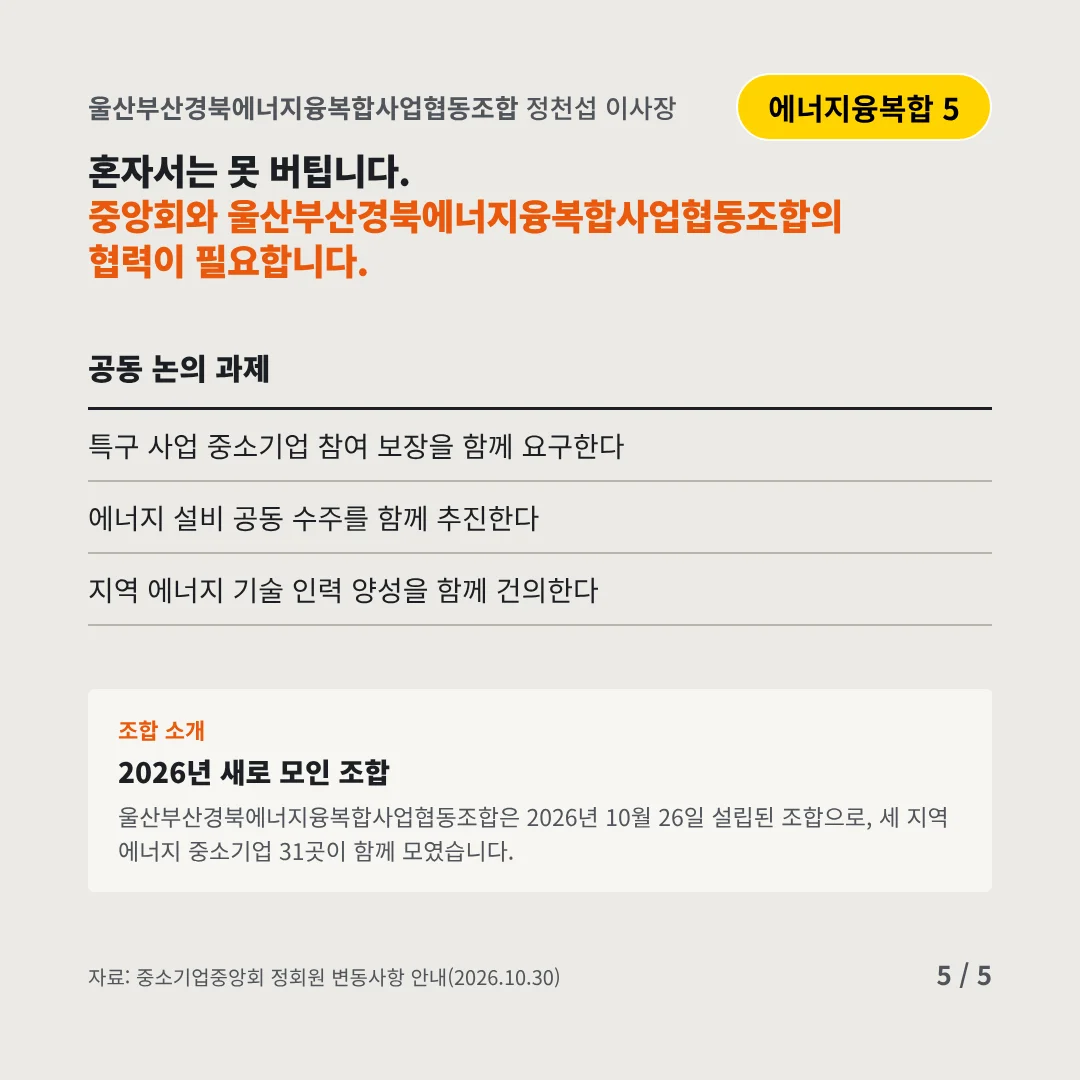 울산부산경북에너지융복합사업협동조합 정천섭 이사장
에너지융복합 5
혼자서는 못 버팁니다.
중앙회와 울산부산경북에너지융복합사업협동조합의
협력이 필요합니다.
공동 논의 과제
특구 사업 중소기업 참여 보장을 함께 요구한다
에너지 설비 공동 수주를 함께 추진한다
지역 에너지 기술 인력 양성을 함께 건의한다
조합 소개
2026년 새로 모인 조합
울산부산경북에너지융복합사업협동조합은 2026년 10월 26일 설립된 조합으로, 세 지역
에너지 중소기업 31곳이 함께 모였습니다.
자료: 중소기업중앙회 정회원 변동사항 안내(2026.10.30)
5 / 5